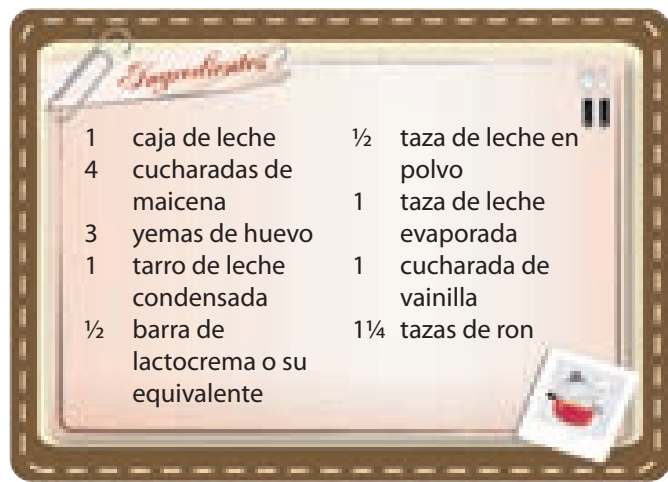 Ingredientes
1 caja de leche
4 cucharadas de
maicena
3 yemas de huevo
1 tarro de leche
condensada
½ barra de
lactocrema o su
equivalente
½ taza de leche en
polvo
1 taza de leche
evaporada
1 cucharada de
vainilla
1¼ tazas de ron